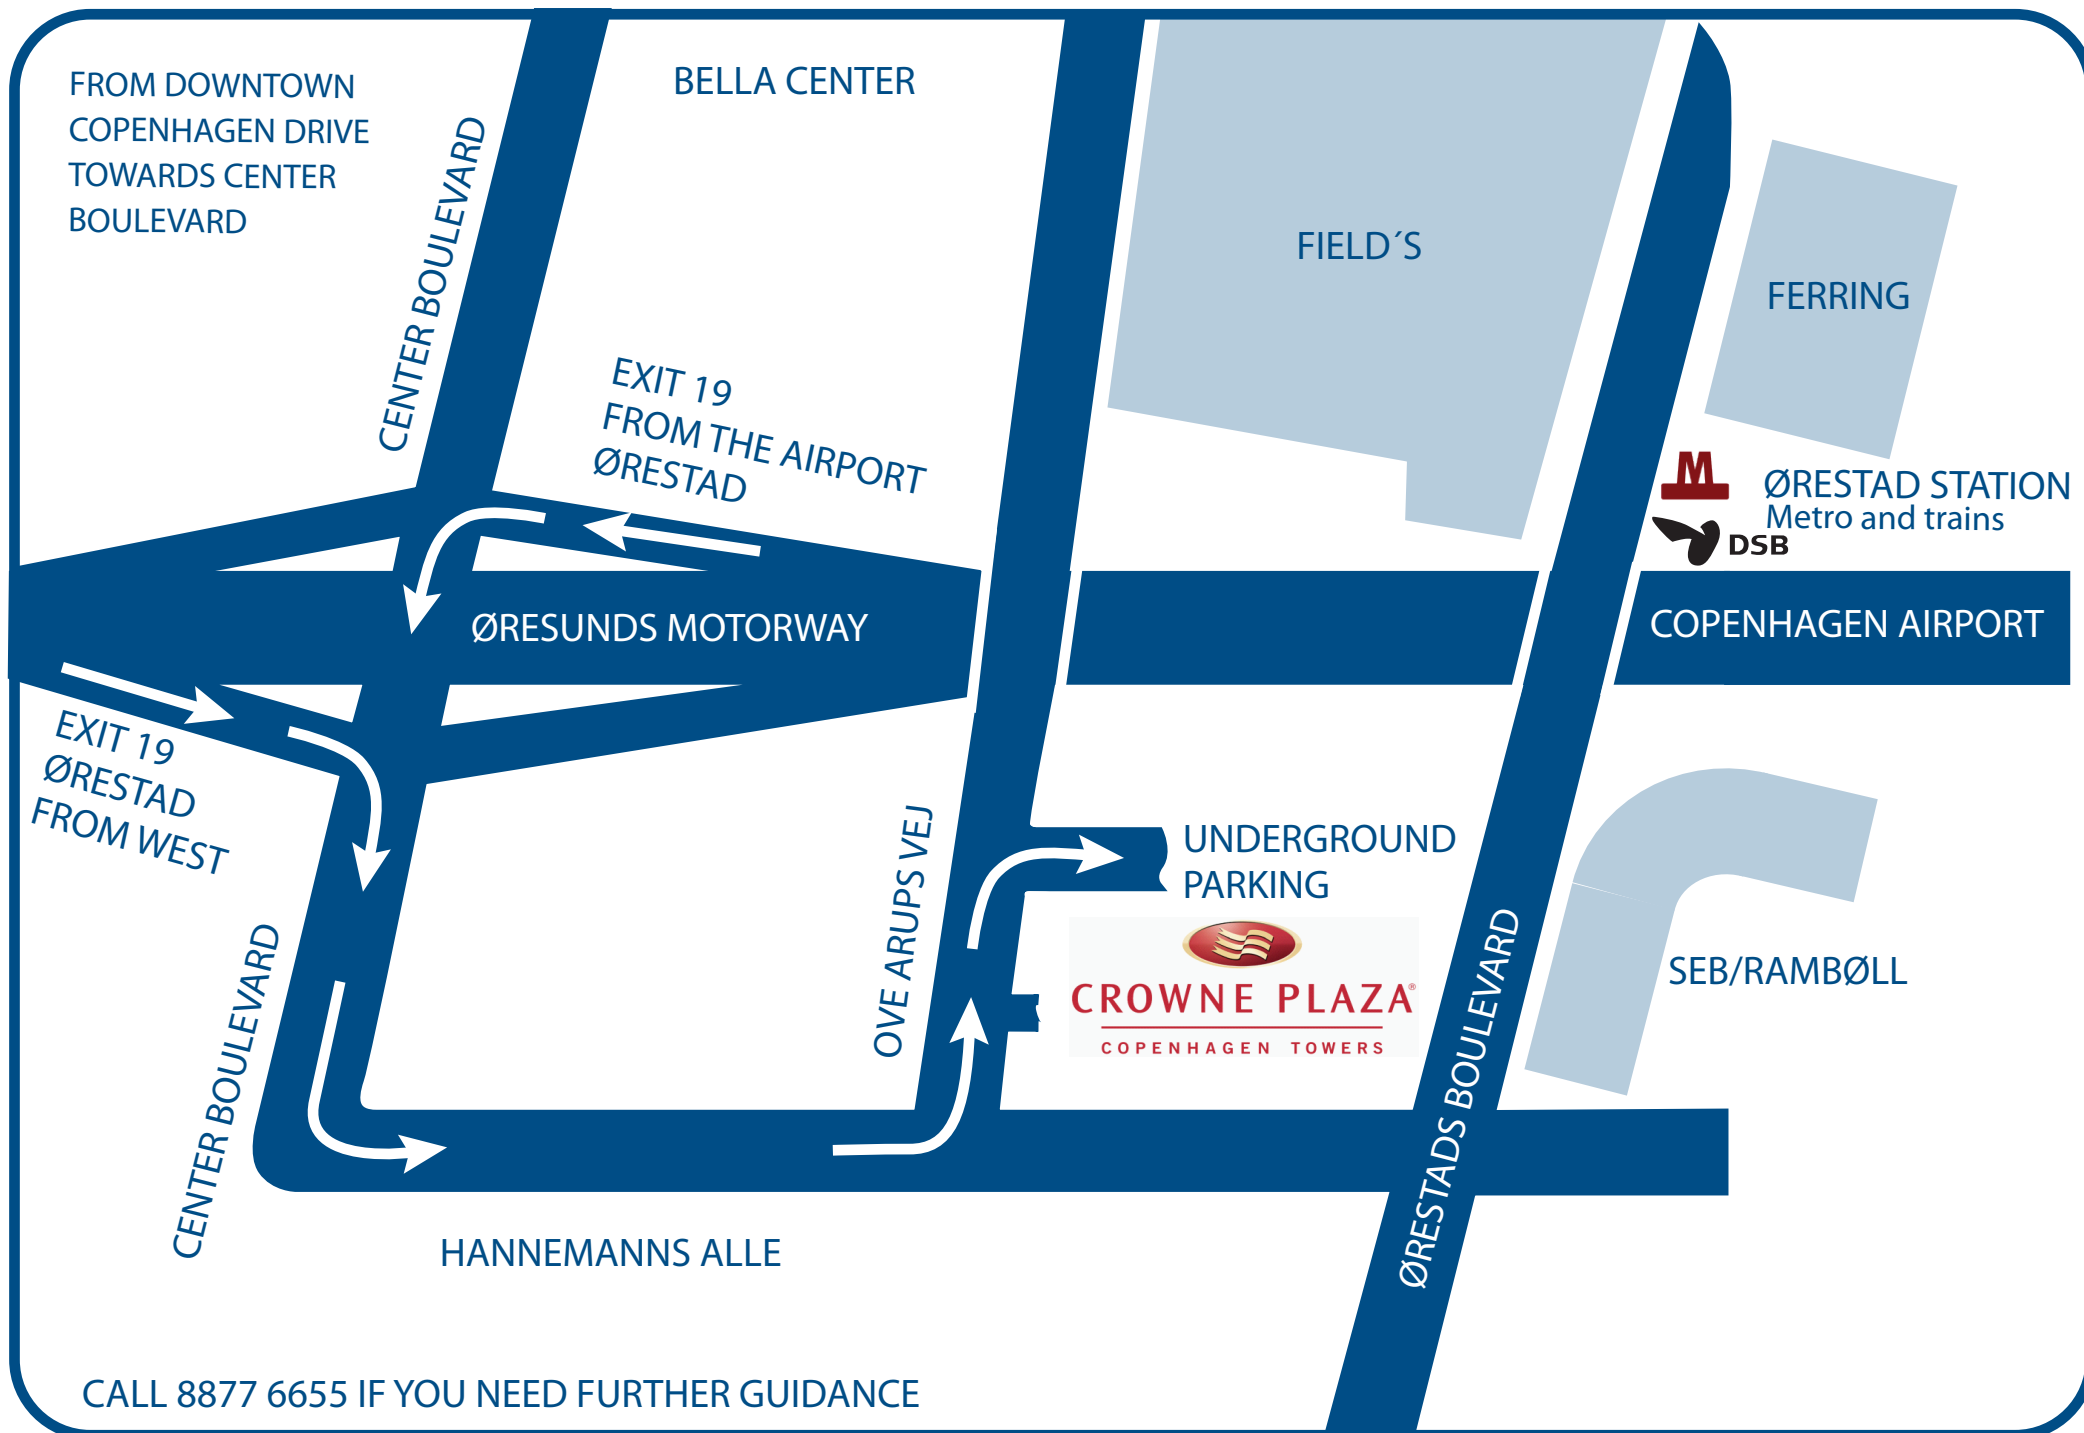 FROM DOWNTOWN
COPENHAGEN DRIVE
TOWARDS CENTER
BOULEVARD
CENTER BOULEVARD
BELLA CENTER
FIELD´S
FERRING
EXIT 19
FROM THE AIRPORT
ØRESTAD
M
ØRESTAD STATION
Metro and trains
DSB
ØRESUNDS MOTORWAY
COPENHAGEN AIRPORT
EXIT 19
ØRESTAD
FROM WEST
OVE ARUPS VEJ
UNDERGROUND
PARKING
CROWNE PLAZA®
COPENHAGEN TOWERS
SEB/RAMBØLL
CENTER BOULEVARD
ØRESTADS BOULEVARD
HANNEMANNS ALLE
CALL 8877 6655 IF YOU NEED FURTHER GUIDANCE